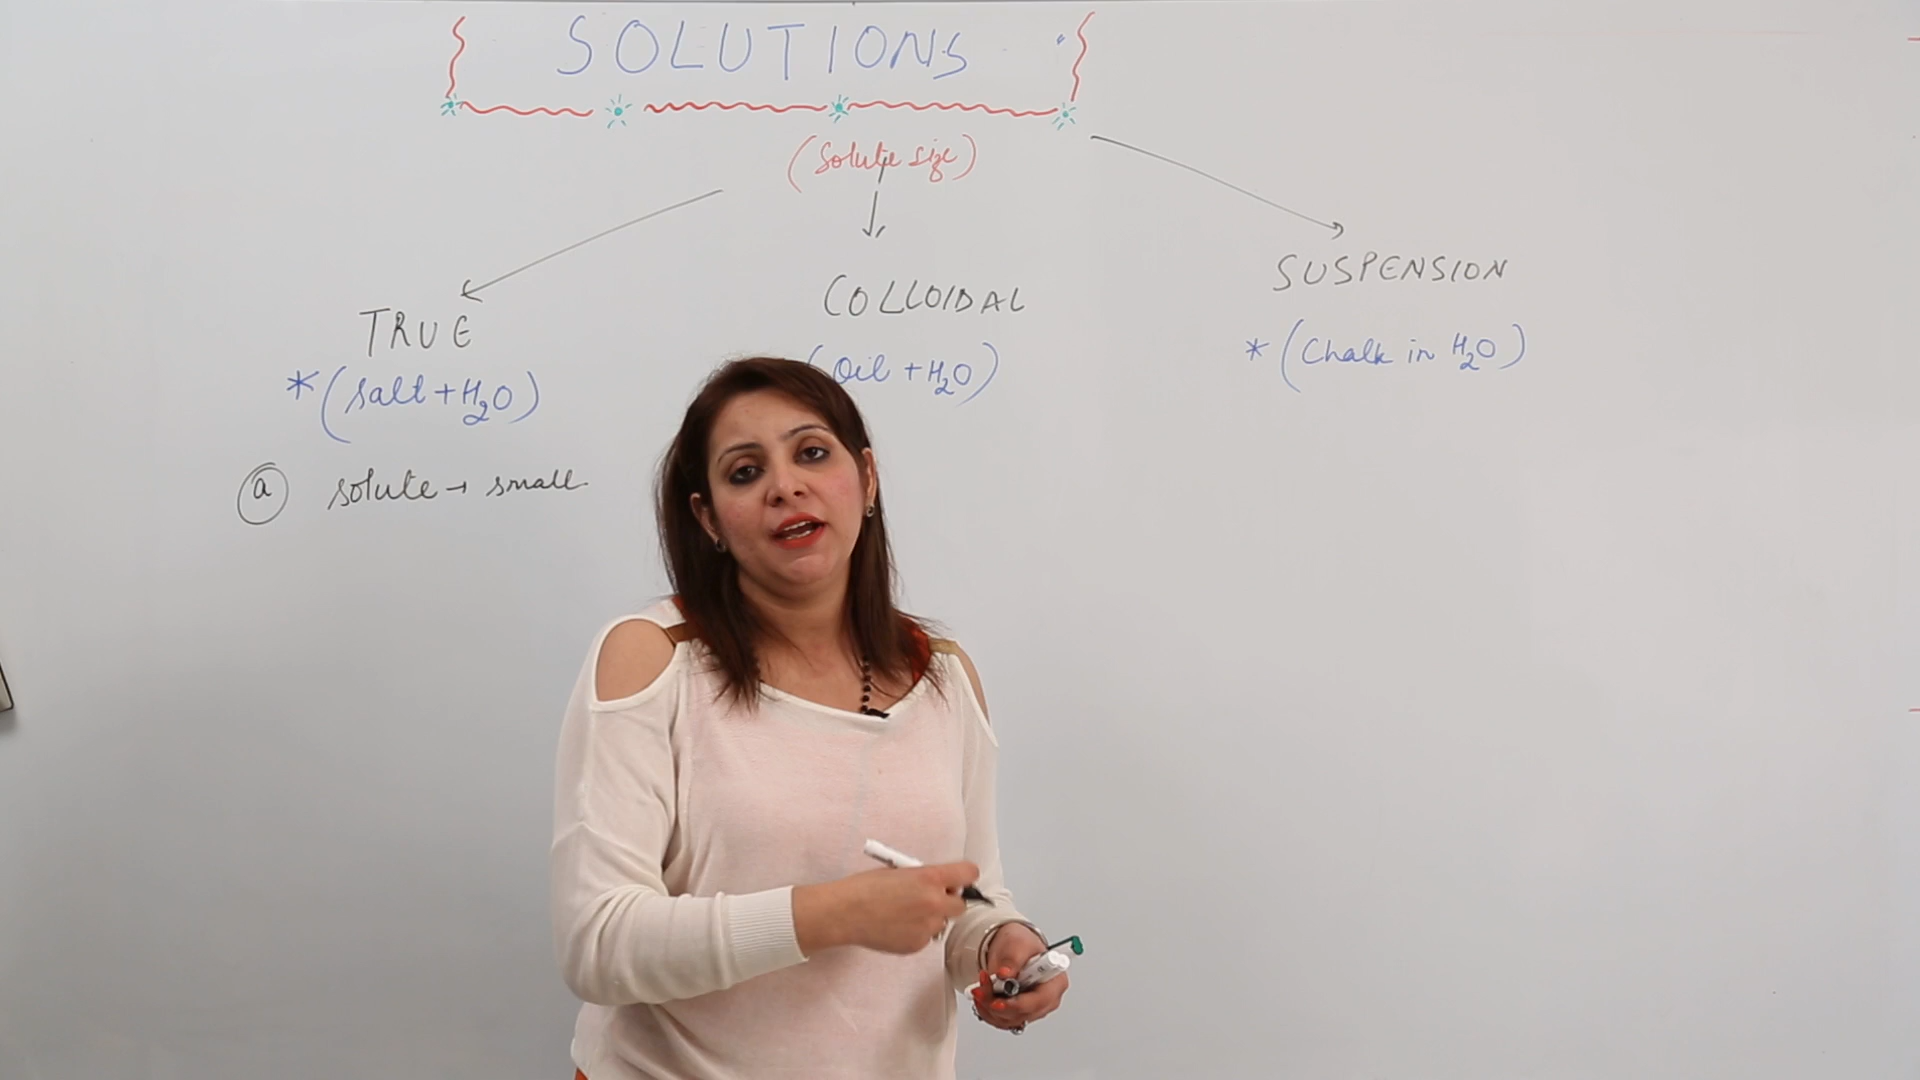 SOLUTIONS
(Solute size)
TRUE
COLLOIDAL
SUSPENSION
*(salt + H₂O)
(Oil + H₂O)
*(Chalk in H₂O)
(a) solute → small